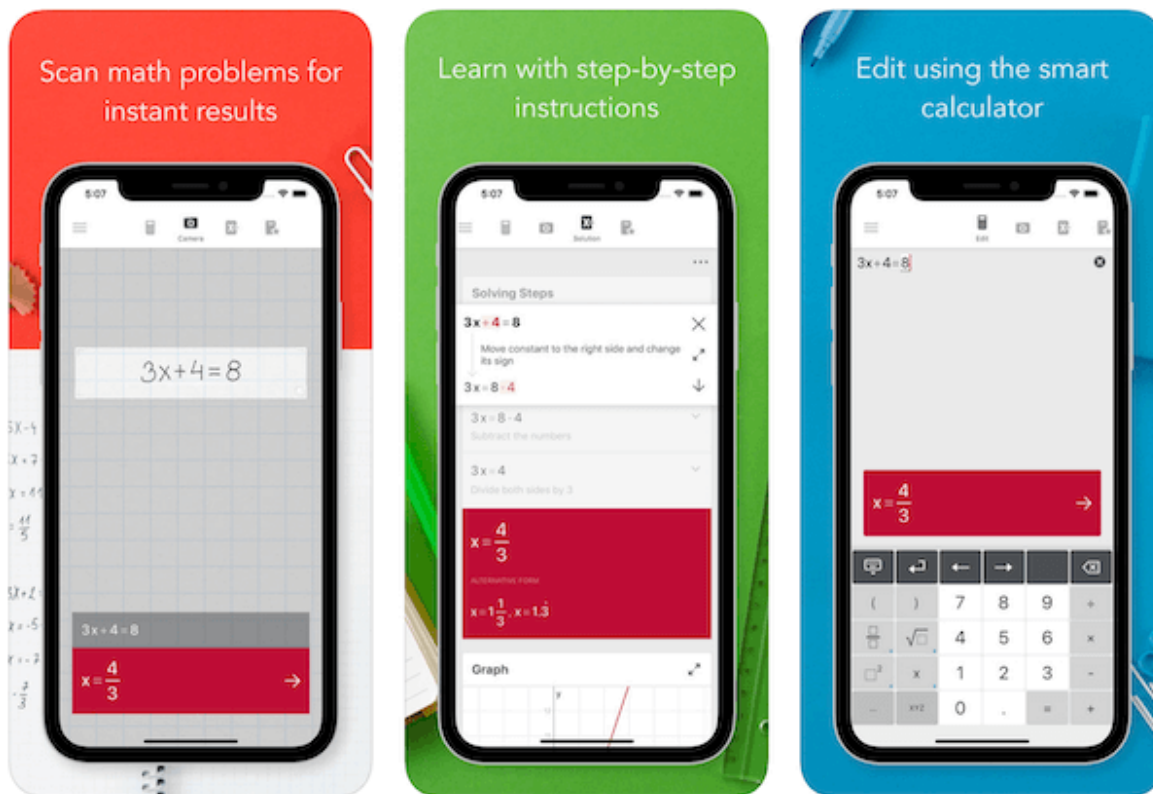 Scan math problems for
instant results
5:07
Camera
3x+4=8
3x+4=8
x=4/3
Learn with step-by-step
instructions
5:07
Solution
Solving Steps
3x+4=8
Move constant to the right side and change
its sign
3x=8-4
3x=8-4
Subtract the numbers
3x=4
Divide both sides by 3
x=4/3
ALTERNATIVE FORM
x=1 1/3, x=1.3̇
Graph
y
Edit using the smart
calculator
5:07
Edit
3x+4=8
x=4/3
( ) 7 8 9 ÷
√ 4 5 6 ×
x 1 2 3 -
XYZ 0 . = +